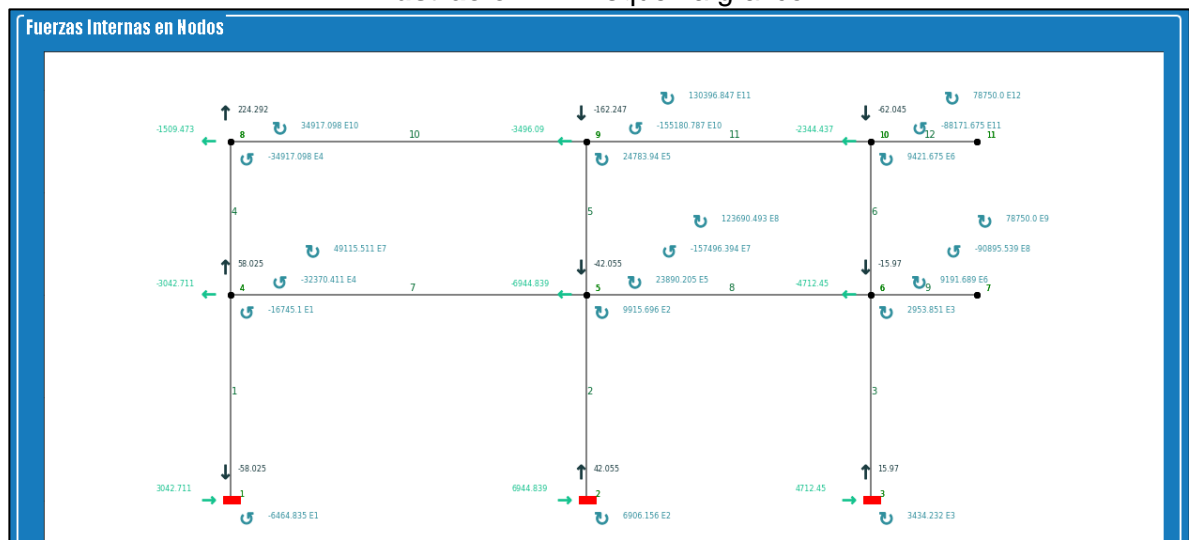 Fuerzas Internas en Nodos
130396.847 E11
78750.0 E12
224.292
-162.247
-62.045
-1509.473
34917.098 E10
-3496.09
-155180.787 E10
-2344.437
-88171.675 E11
8
10
9
11
10
12
11
-34917.098 E4
24783.94 E5
9421.675 E6
4
5
6
123690.493 E8
78750.0 E9
49115.511 E7
-157496.394 E7
-90895.539 E8
58.025
-42.055
-15.97
-3042.711
-32370.411 E4
-6944.839
23890.205 E5
-4712.45
9191.689 E6
4
7
5
8
6
9
7
-16745.1 E1
9915.696 E2
2953.851 E3
1
2
3
-58.025
42.055
15.97
3042.711
6944.839
4712.45
1
2
3
-6464.835 E1
6906.156 E2
3434.232 E3